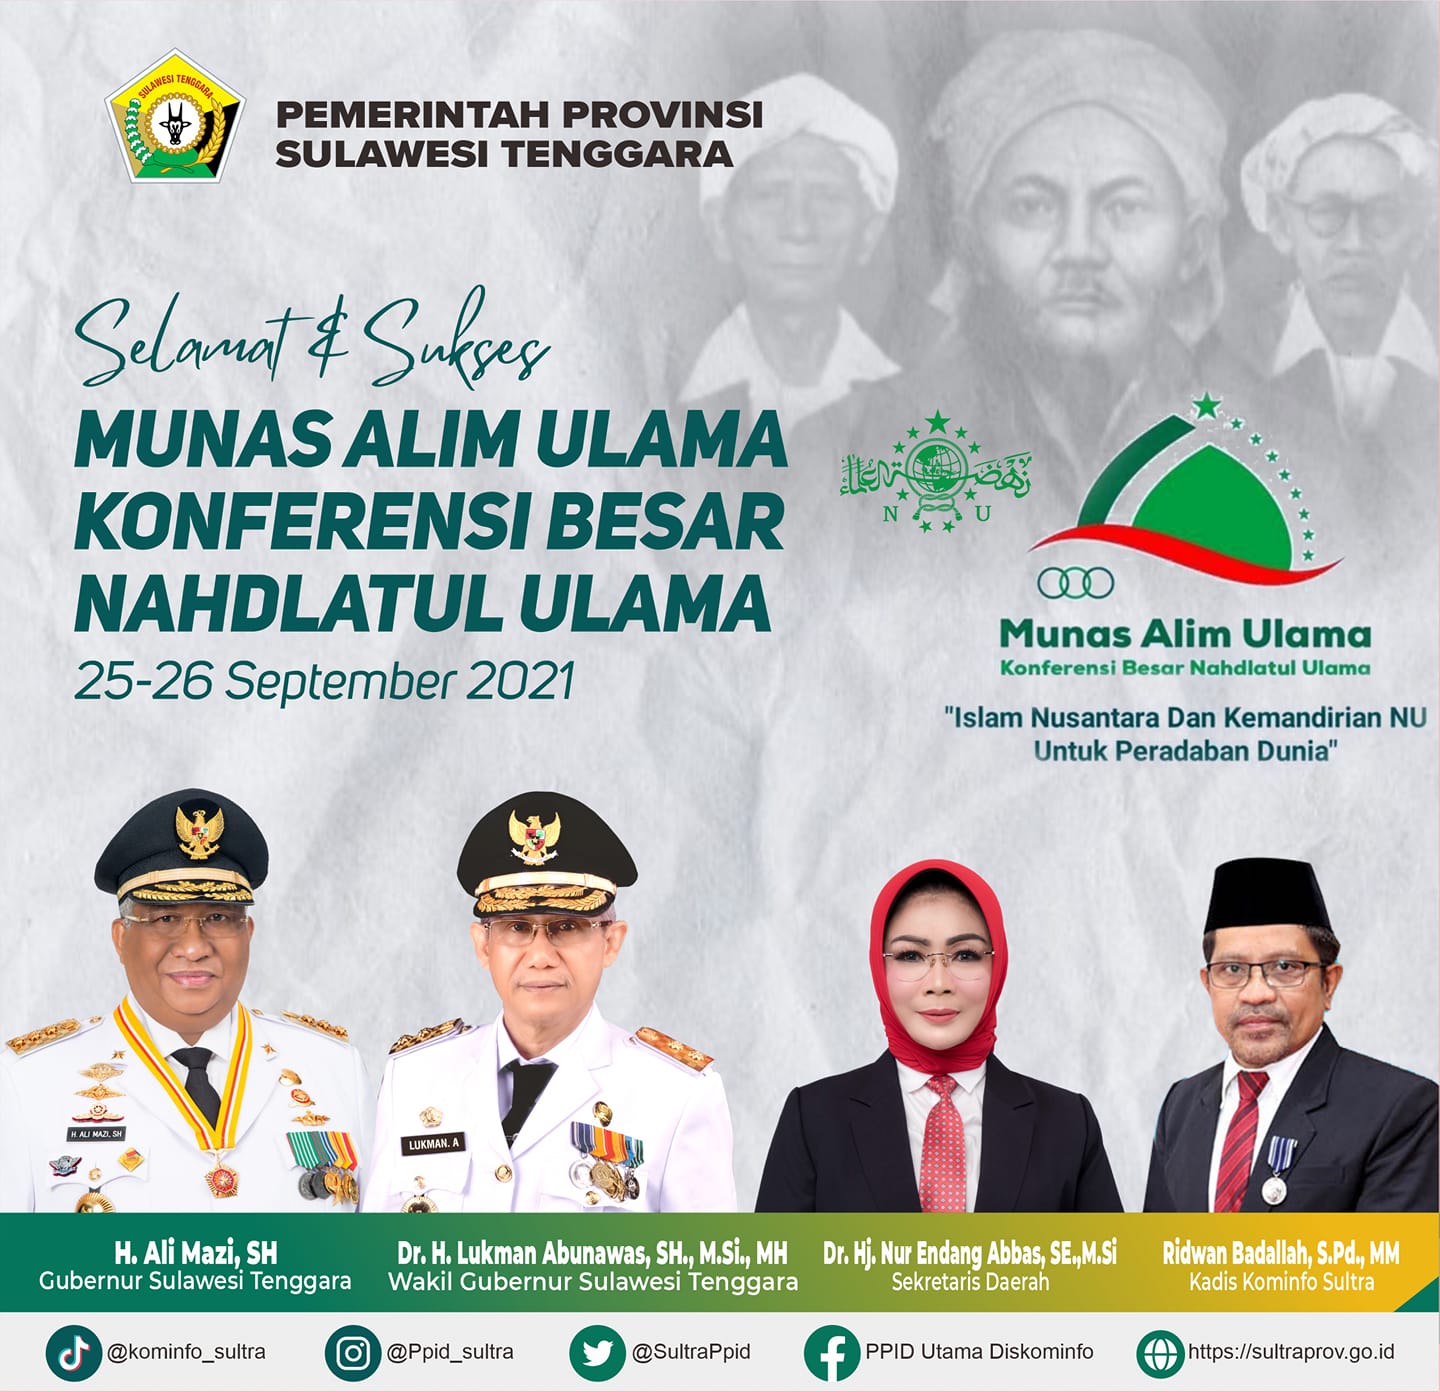 SULAWESI TENGGARA
PEMERINTAH PROVINSI
SULAWESI TENGGARA
Selamat & Sukses
MUNAS ALIM ULAMA
KONFERENSI BESAR
NAHDLATUL ULAMA
25-26 September 2021
نهضة العلماء
N U
Munas Alim Ulama
Konferensi Besar Nahdlatul Ulama
"Islam Nusantara Dan Kemandirian NU
Untuk Peradaban Dunia"
H. ALI MAZI, SH
LUKMAN. A
H. Ali Mazi, SH
Gubernur Sulawesi Tenggara
Dr. H. Lukman Abunawas, SH., M.Si., MH
Wakil Gubernur Sulawesi Tenggara
Dr. Hj. Nur Endang Abbas, SE.,M.Si
Sekretaris Daerah
Ridwan Badallah, S.Pd., MM
Kadis Kominfo Sultra
@kominfo_sultra
@Ppid_sultra
@SultraPpid
PPID Utama Diskominfo
https://sultraprov.go.id